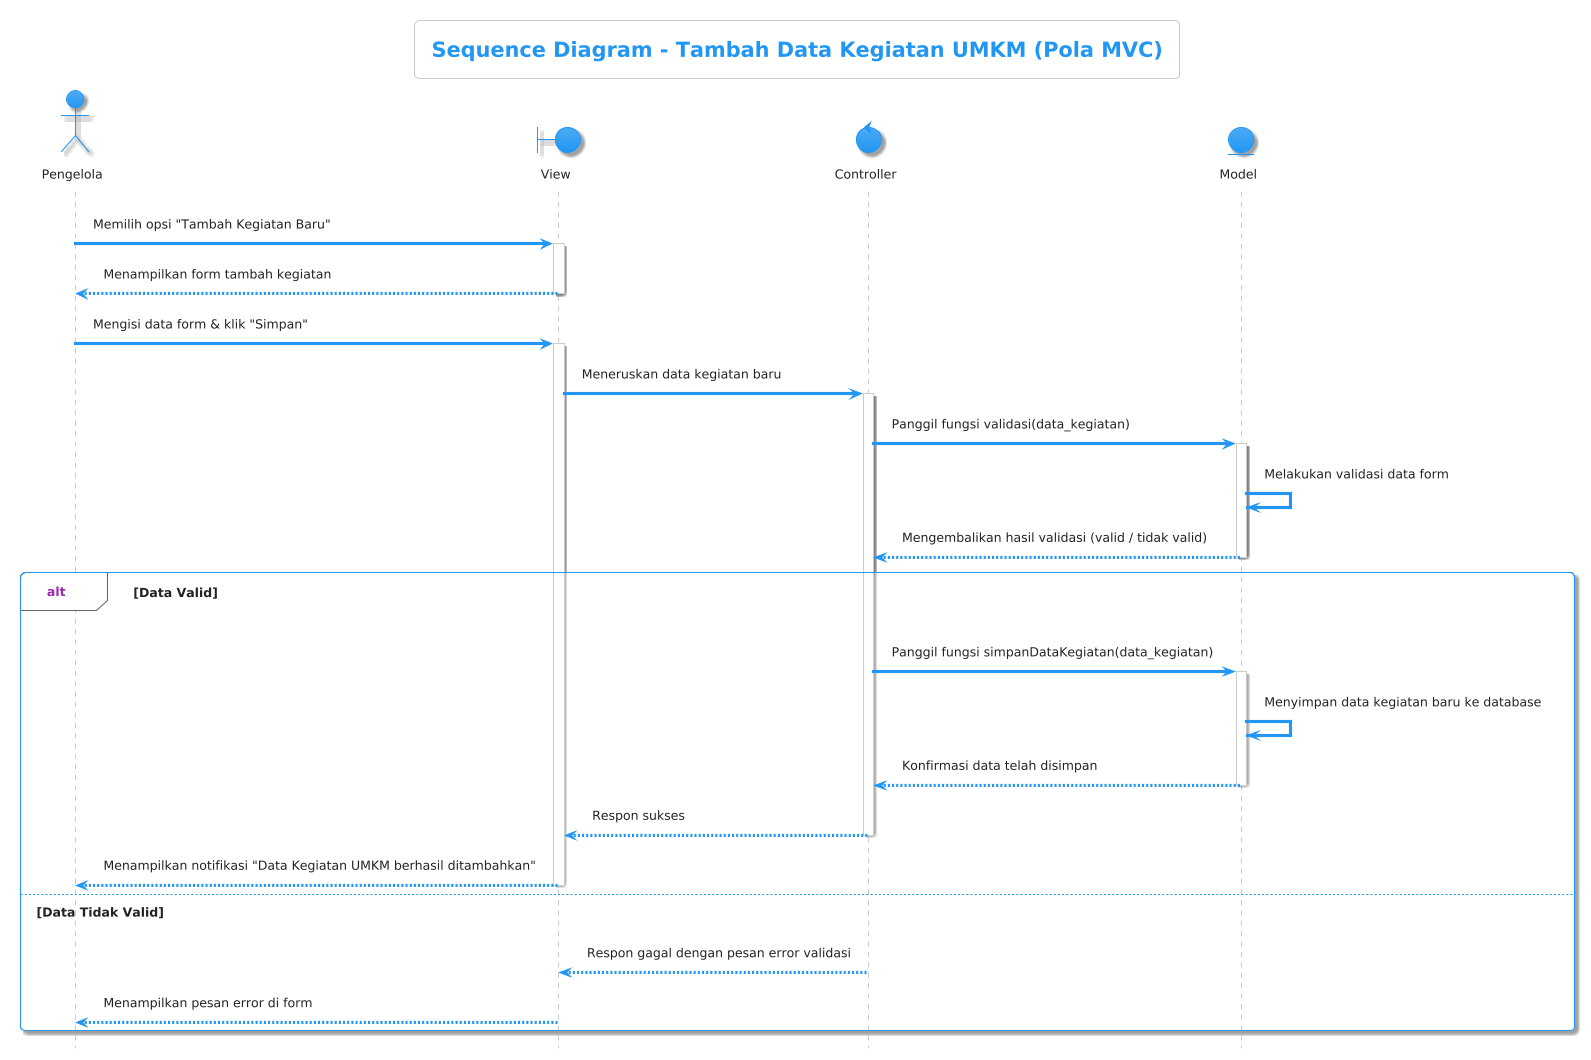 Sequence Diagram - Tambah Data Kegiatan UMKM (Pola MVC)
Pengelola
View
Controller
Model
Memilih opsi "Tambah Kegiatan Baru"
Menampilkan form tambah kegiatan
Mengisi data form & klik "Simpan"
Meneruskan data kegiatan baru
Panggil fungsi validasi(data_kegiatan)
Melakukan validasi data form
Mengembalikan hasil validasi (valid / tidak valid)
alt
[Data Valid]
Panggil fungsi simpanDataKegiatan(data_kegiatan)
Menyimpan data kegiatan baru ke database
Konfirmasi data telah disimpan
Respon sukses
Menampilkan notifikasi "Data Kegiatan UMKM berhasil ditambahkan"
[Data Tidak Valid]
Respon gagal dengan pesan error validasi
Menampilkan pesan error di form